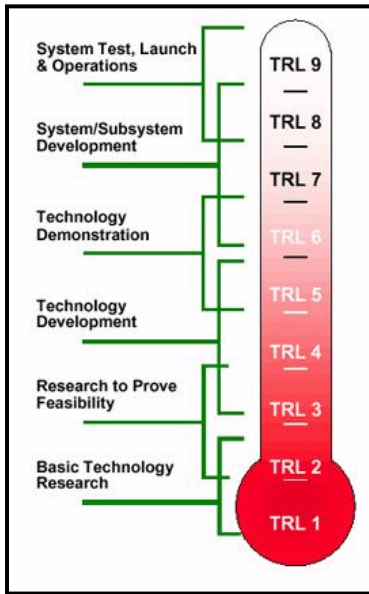 System Test, Launch
& Operations
System/Subsystem
Development
Technology
Demonstration
Technology
Development
Research to Prove
Feasibility
Basic Technology
Research
TRL 9
TRL 8
TRL 7
TRL 6
TRL 5
TRL 4
TRL 3
TRL 2
TRL 1